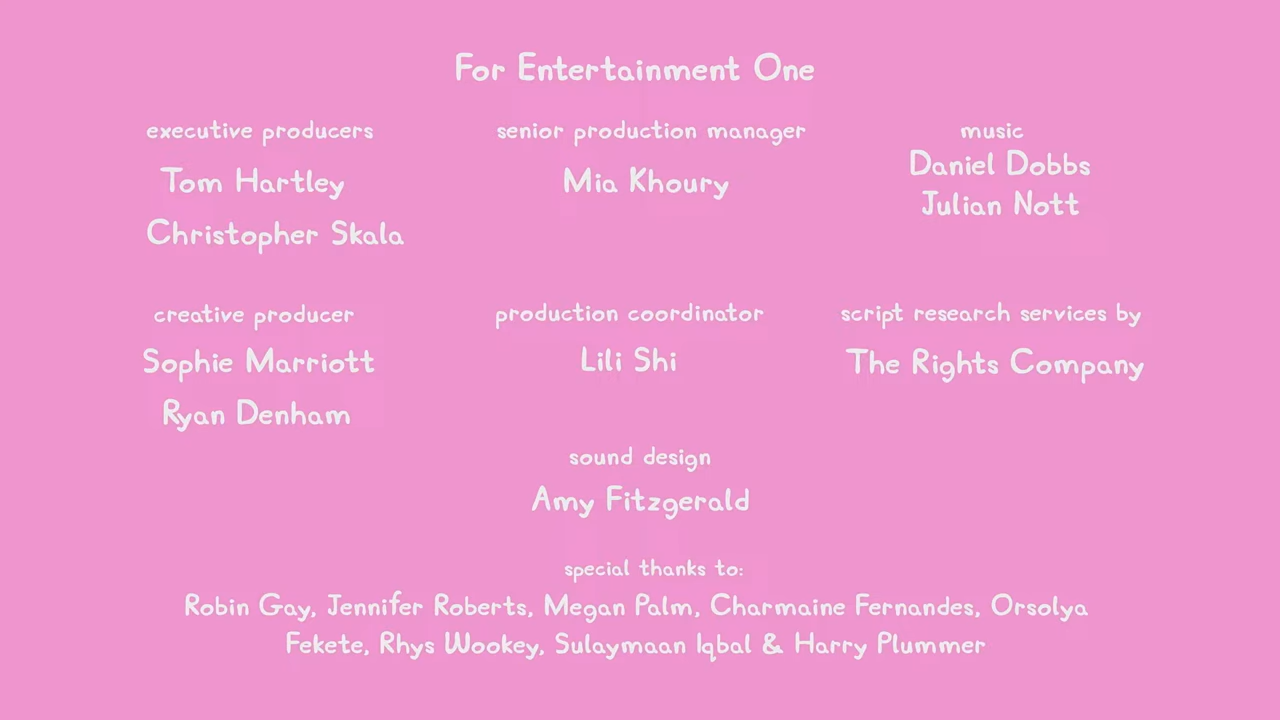 For Entertainment One
executive producers
Tom Hartley
Christopher Skala
senior production manager
Mia Khoury
music
Daniel Dobbs
Julian Nott
creative producer
Sophie Marriott
Ryan Denham
production coordinator
Lili Shi
script research services by
The Rights Company
sound design
Amy Fitzgerald
special thanks to:
Robin Gay, Jennifer Roberts, Megan Palm, Charmaine Fernandes, Orsolya
Fekete, Rhys Wookey, Sulaymaan Iqbal & Harry Plummer